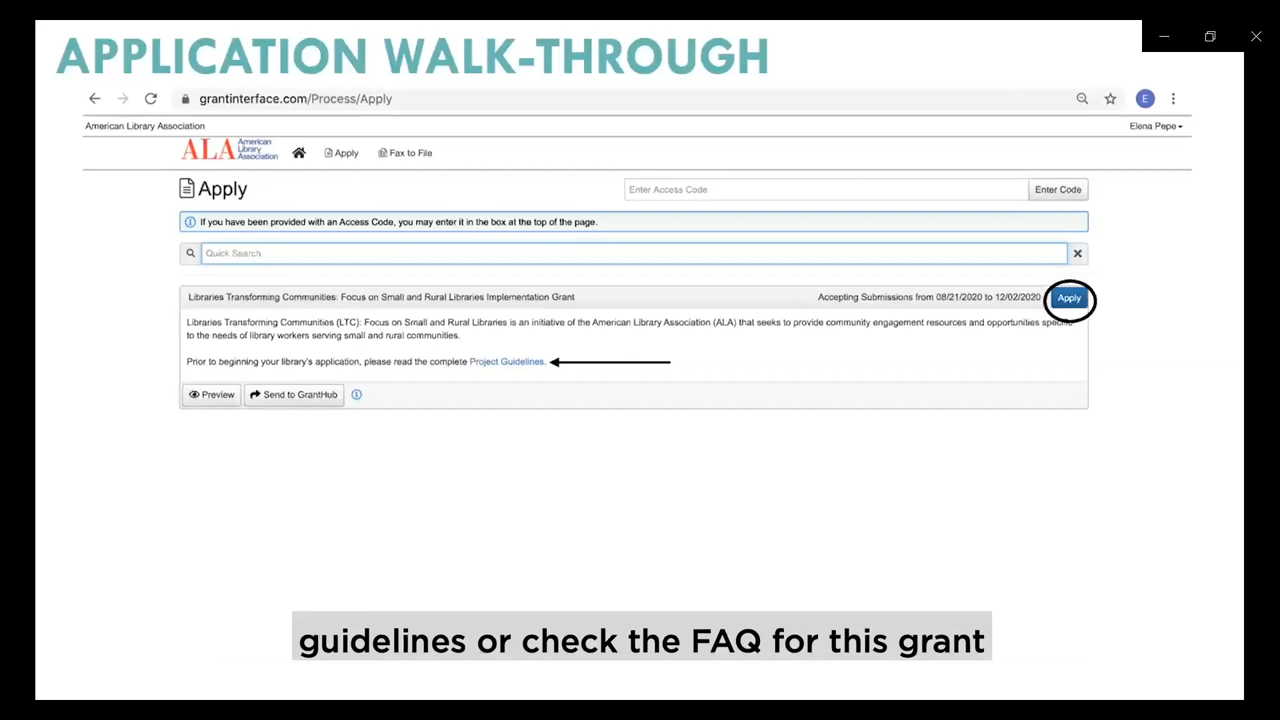 APPLICATION WALK-THROUGH
grantinterface.com/Process/Apply
E
American Library Association
Elena Pepe
ALA American Library Association
Apply
Fax to File
Apply
Enter Access Code
Enter Code
If you have been provided with an Access Code, you may enter it in the box at the top of the page.
Quick Search
Libraries Transforming Communities: Focus on Small and Rural Libraries Implementation Grant
Accepting Submissions from 08/21/2020 to 12/02/2020
Apply
Libraries Transforming Communities (LTC): Focus on Small and Rural Libraries is an initiative of the American Library Association (ALA) that seeks to provide community engagement resources and opportunities specific
to the needs of library workers serving small and rural communities.
Prior to beginning your library's application, please read the complete Project Guidelines.
Preview
Send to GrantHub
guidelines or check the FAQ for this grant